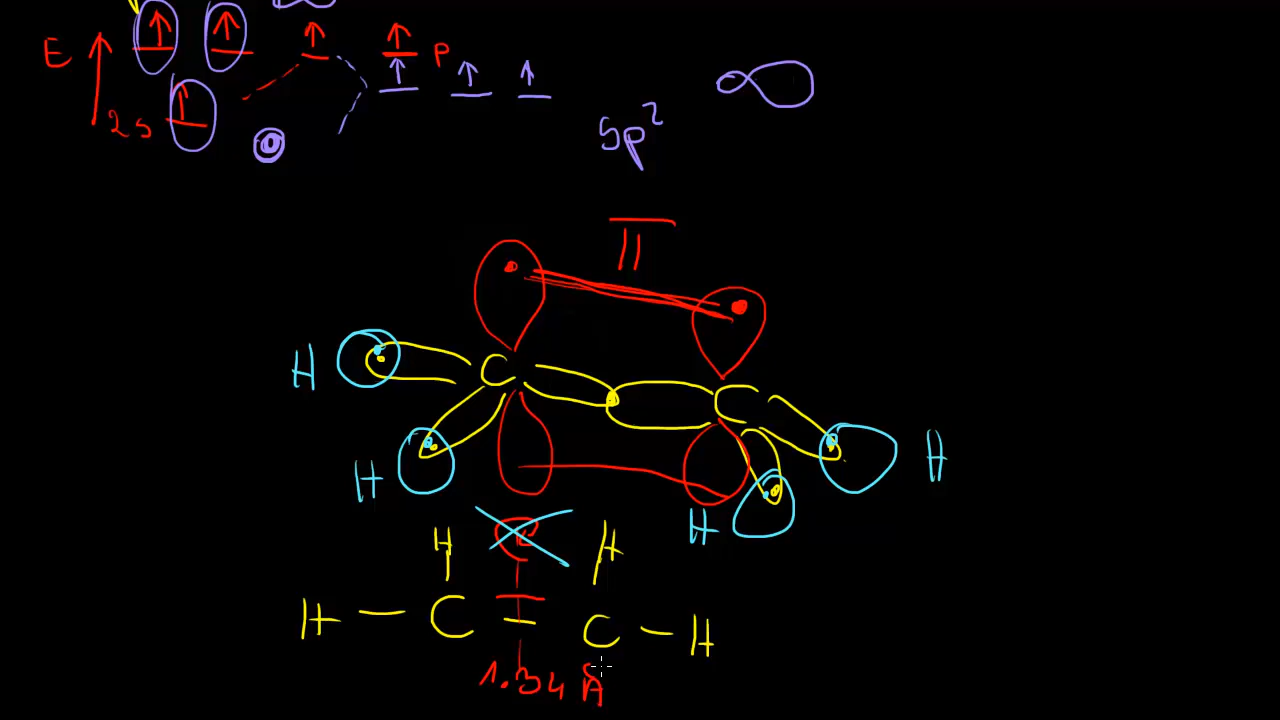 E
p
2s
sp²
π
H C C H
H H
H H
H — C = C — H
1.34 Å